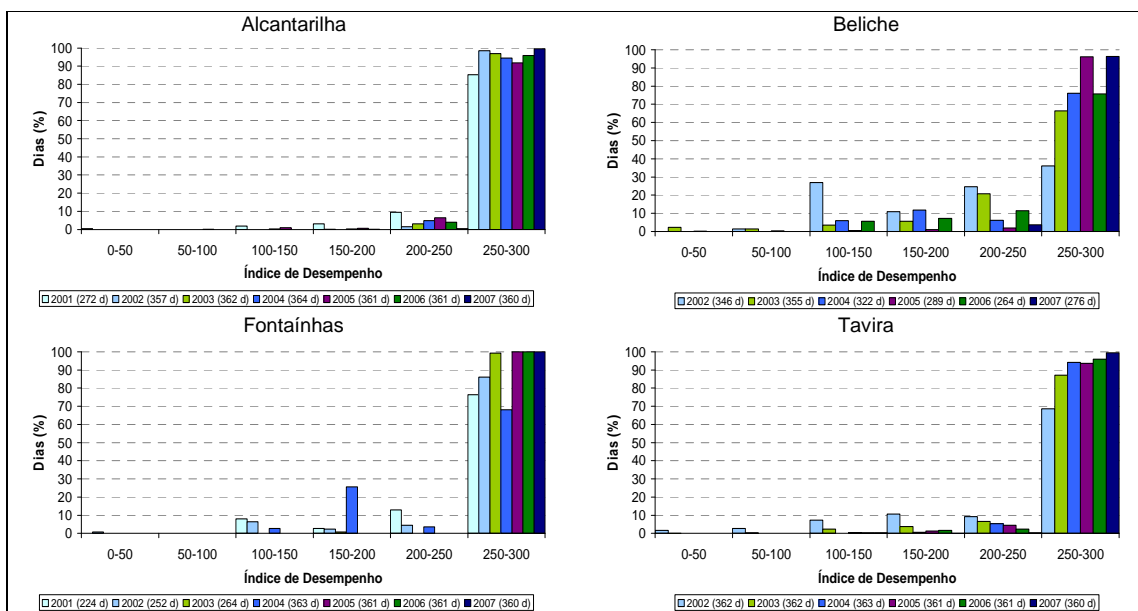 Alcantarilha
100
90
80
70
60
50
40
30
20
10
0
Dias (%)
0-50 50-100 100-150 150-200 200-250 250-300
Índice de Desempenho
2001 (272 d) 2002 (357 d) 2003 (362 d) 2004 (364 d) 2005 (361 d) 2006 (361 d) 2007 (360 d)
Beliche
100
90
80
70
60
50
40
30
20
10
0
Dias (%)
0-50 50-100 100-150 150-200 200-250 250-300
Índice de Desempenho
2002 (346 d) 2003 (355 d) 2004 (322 d) 2005 (289 d) 2006 (264 d) 2007 (276 d)
Fontaínhas
100
90
80
70
60
50
40
30
20
10
0
Dias (%)
0-50 50-100 100-150 150-200 200-250 250-300
Índice de Desempenho
2001 (224 d) 2002 (252 d) 2003 (264 d) 2004 (363 d) 2005 (361 d) 2006 (361 d) 2007 (360 d)
Tavira
100
90
80
70
60
50
40
30
20
10
0
Dias (%)
0-50 50-100 100-150 150-200 200-250 250-300
Índice de Desempenho
2002 (362 d) 2003 (362 d) 2004 (363 d) 2005 (361 d) 2006 (361 d) 2007 (360 d)